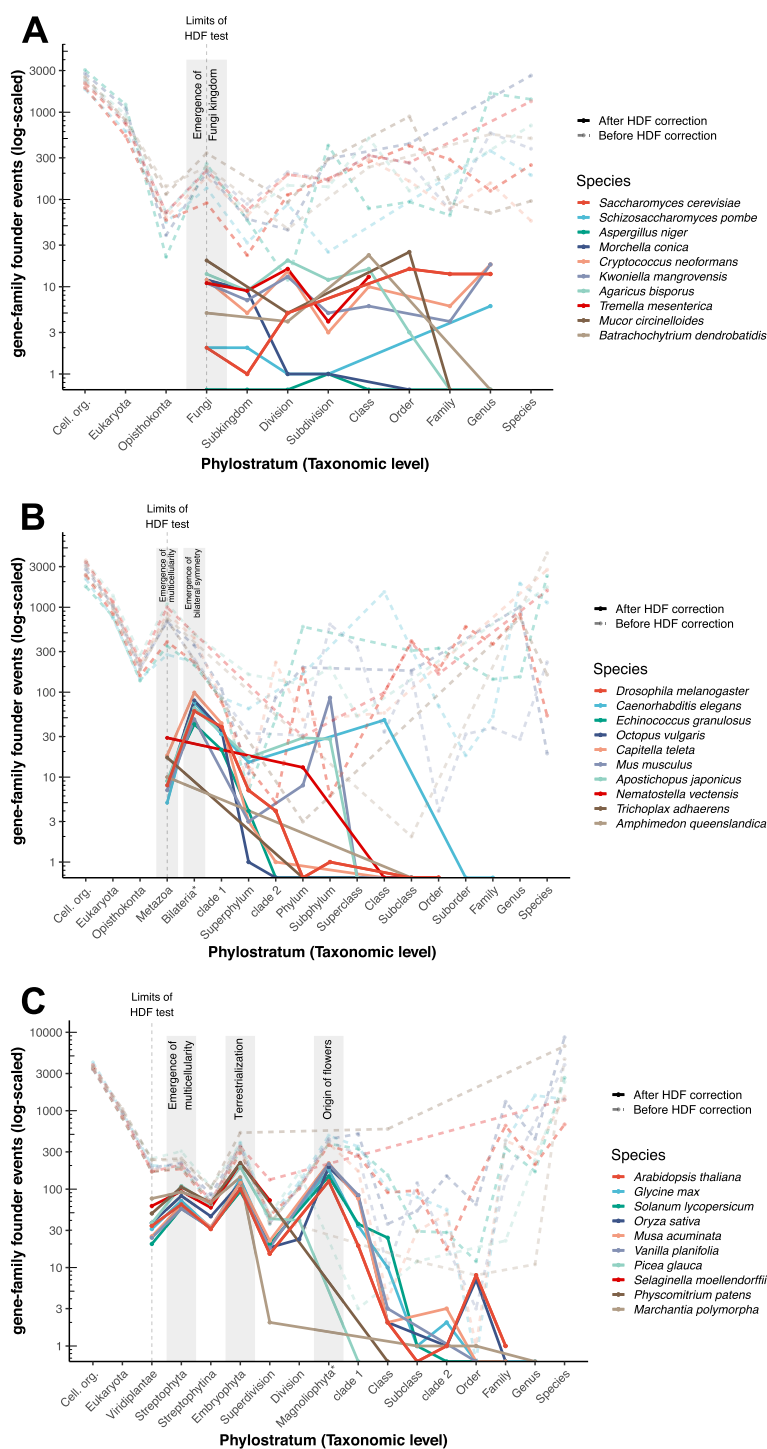 A
Limits of
HDF test
Emergence of
Fungi kingdom
gene-family founder events (log-scaled)
3000
1000
300
100
30
10
3
1
Cell. org.
Eukaryota
Opisthokonta
Fungi
Subkingdom
Division
Subdivision
Class
Order
Family
Genus
Species
Phylostratum (Taxonomic level)
After HDF correction
Before HDF correction
Species
Saccharomyces cerevisiae
Schizosaccharomyces pombe
Aspergillus niger
Morchella conica
Cryptococcus neoformans
Kwoniella mangrovensis
Agaricus bisporus
Tremella mesenterica
Mucor circinelloides
Batrachochytrium dendrobatidis
B
Limits of
HDF test
Emergence of
multicellularity
Emergence of
bilateral symmetry
gene-family founder events (log-scaled)
3000
1000
300
100
30
10
3
1
Cell. org.
Eukaryota
Opisthokonta
Metazoa
Bilateria*
clade 1
Superphylum
clade 2
Phylum
Subphylum
Superclass
Class
Subclass
Order
Suborder
Family
Genus
Species
Phylostratum (Taxonomic level)
After HDF correction
Before HDF correction
Species
Drosophila melanogaster
Caenorhabditis elegans
Echinococcus granulosus
Octopus vulgaris
Capitella teleta
Mus musculus
Apostichopus japonicus
Nematostella vectensis
Trichoplax adhaerens
Amphimedon queenslandica
C
Limits of
HDF test
Emergence of
multicellularity
Terrestrialization
Origin of flowers
gene-family founder events (log-scaled)
10000
3000
1000
300
100
30
10
3
1
Cell. org.
Eukaryota
Viridiplantae
Streptophyta
Streptophytina
Embryophyta
Superdivision
Division
Magnoliophyta*
clade 1
Class
Subclass
clade 2
Order
Family
Genus
Species
Phylostratum (Taxonomic level)
After HDF correction
Before HDF correction
Species
Arabidopsis thaliana
Glycine max
Solanum lycopersicum
Oryza sativa
Musa acuminata
Vanilla planifolia
Picea glauca
Selaginella moellendorffii
Physcomitrium patens
Marchantia polymorpha